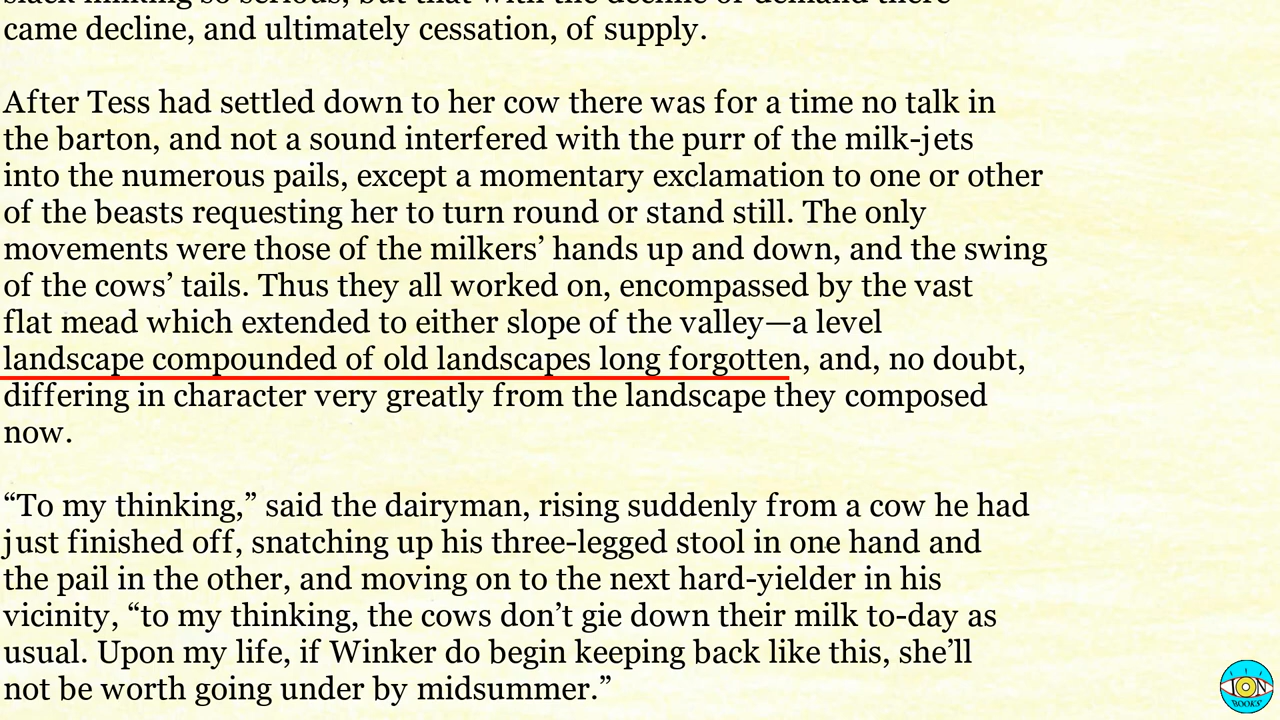 came decline, and ultimately cessation, of supply.
After Tess had settled down to her cow there was for a time no talk in
the barton, and not a sound interfered with the purr of the milk-jets
into the numerous pails, except a momentary exclamation to one or other
of the beasts requesting her to turn round or stand still. The only
movements were those of the milkers’ hands up and down, and the swing
of the cows’ tails. Thus they all worked on, encompassed by the vast
flat mead which extended to either slope of the valley—a level
landscape compounded of old landscapes long forgotten, and, no doubt,
differing in character very greatly from the landscape they composed
now.
“To my thinking,” said the dairyman, rising suddenly from a cow he had
just finished off, snatching up his three-legged stool in one hand and
the pail in the other, and moving on to the next hard-yielder in his
vicinity, “to my thinking, the cows don’t gie down their milk to-day as
usual. Upon my life, if Winker do begin keeping back like this, she’ll
not be worth going under by midsummer.”
ION
BOOKS